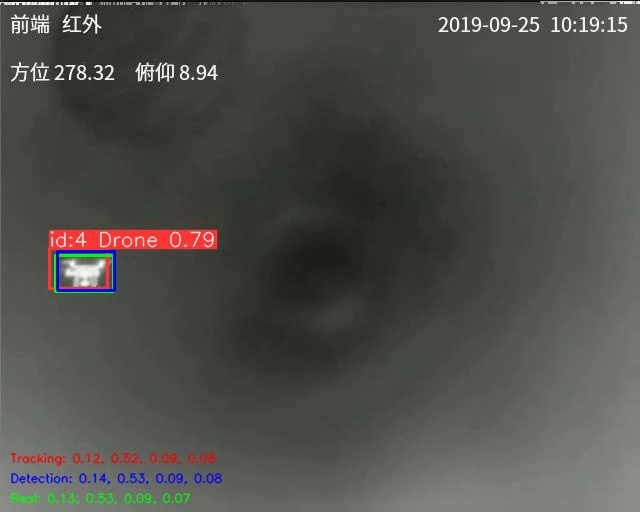 前端 红外 2019-09-25 10:19:15
方位 278.32 俯仰 8.94
id:4 Drone 0.79
Tracking: 0.12, 0.52, 0.09, 0.08
Detection: 0.14, 0.53, 0.09, 0.08
Real: 0.13, 0.53, 0.09, 0.07